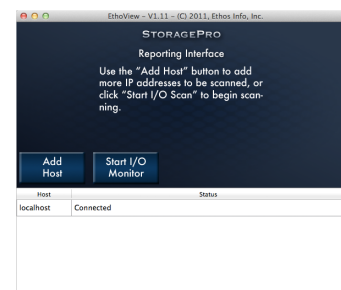 EthoView – V1.11 – (C) 2011, Ethos Info, Inc.
STORAGEPRO
Reporting Interface
Use the "Add Host" button to add
more IP addresses to be scanned, or
click "Start I/O Scan" to begin scan-
ning.
Add Host
Start I/O Monitor
Host Status
localhost Connected